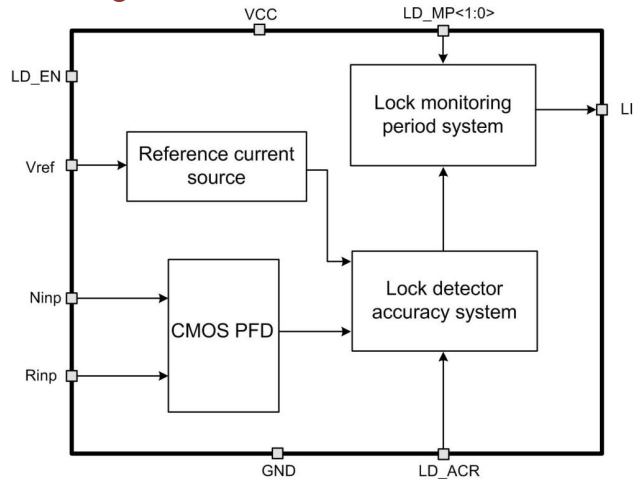 VCC
LD_MP<1:0>
LD_EN
Lock monitoring
period system
LI
Reference current
source
Vref
Lock detector
accuracy system
Ninp
CMOS PFD
Rinp
GND
LD_ACR